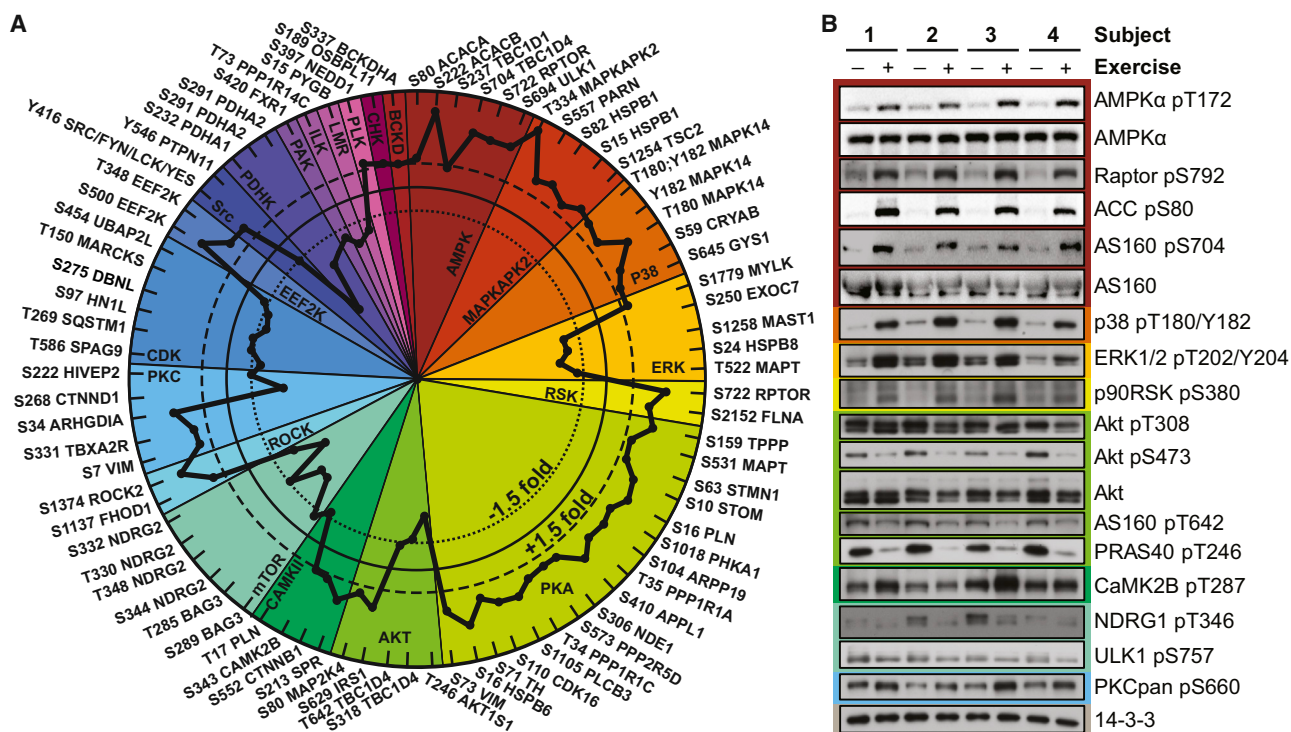 A
S337 BCKDHA
S189 OSBPL11
S397 NEDD1
S15 PYGB
T73 PPP1R14C
S420 FXR1
S291 PDHA2
S291 PDHA2
S232 PDHA1
Y546 PTPN11
Y416 SRC/FYN/LCK/YES
T348 EEF2K
S500 EEF2K
S454 UBAP2L
T150 MARCKS
S275 DBNL
S97 HN1L
T269 SQSTM1
T586 SPAG9
S222 HIVEP2
S268 CTNND1
S34 ARHGDIA
S331 TBXA2R
S7 VIM
S1374 ROCK2
S1137 FHOD1
S332 NDRG2
T330 NDRG2
T348 NDRG2
S344 NDRG2
T285 BAG3
S289 BAG3
T17 PLN
S343 CAMK2B
S552 CTNNB1
S213 SPR
S80 MAP2K4
S629 IRS1
T642 TBC1D4
S318 TBC1D4
S80 ACACA
S222 ACACB
S237 TBC1D1
S704 TBC1D4
S722 RPTOR
S694 ULK1
T334 MAPKAPK2
S557 PARN
S82 HSPB1
S15 HSPB1
S1254 TSC2
T180;Y182 MAPK14
Y182 MAPK14
T180 MAPK14
S59 CRYAB
S645 GYS1
S1779 MYLK
S250 EXOC7
S1258 MAST1
S24 HSPB8
T522 MAPT
S722 RPTOR
S2152 FLNA
S159 TPPP
S531 MAPT
S63 STMN1
S10 STOM
S16 PLN
S1018 PHKA1
S104 ARPP19
T35 PPP1R1A
S410 APPL1
S306 NDE1
S573 PPP2R5D
T34 PPP1R1C
S1105 PLCB3
S110 CDK16
S71 TH
S16 HSPB6
S73 VIM
T246 AKT1S1
BCKD
CHK
PLK
LMR
ILK
PAK
PDHK
Src
EEF2K
CDK
PKC
ROCK
mTOR
CAMKII
AKT
PKA
RSK
ERK
P38
MAPKAPK2
AMPK
-1.5 fold
+1.5 fold
B
1 2 3 4 Subject
– + – + – + – + Exercise
AMPKα pT172
AMPKα
Raptor pS792
ACC pS80
AS160 pS704
AS160
p38 pT180/Y182
ERK1/2 pT202/Y204
p90RSK pS380
Akt pT308
Akt pS473
Akt
AS160 pT642
PRAS40 pT246
CaMK2B pT287
NDRG1 pT346
ULK1 pS757
PKCpan pS660
14-3-3